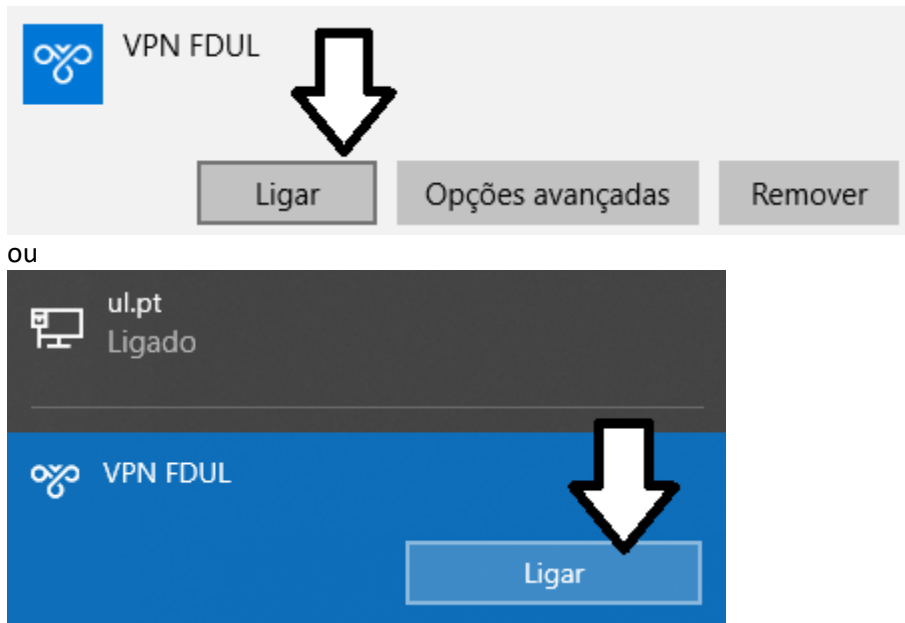 VPN FDUL
Ligar Opções avançadas Remover
ou
ul.pt
Ligado
VPN FDUL
Ligar